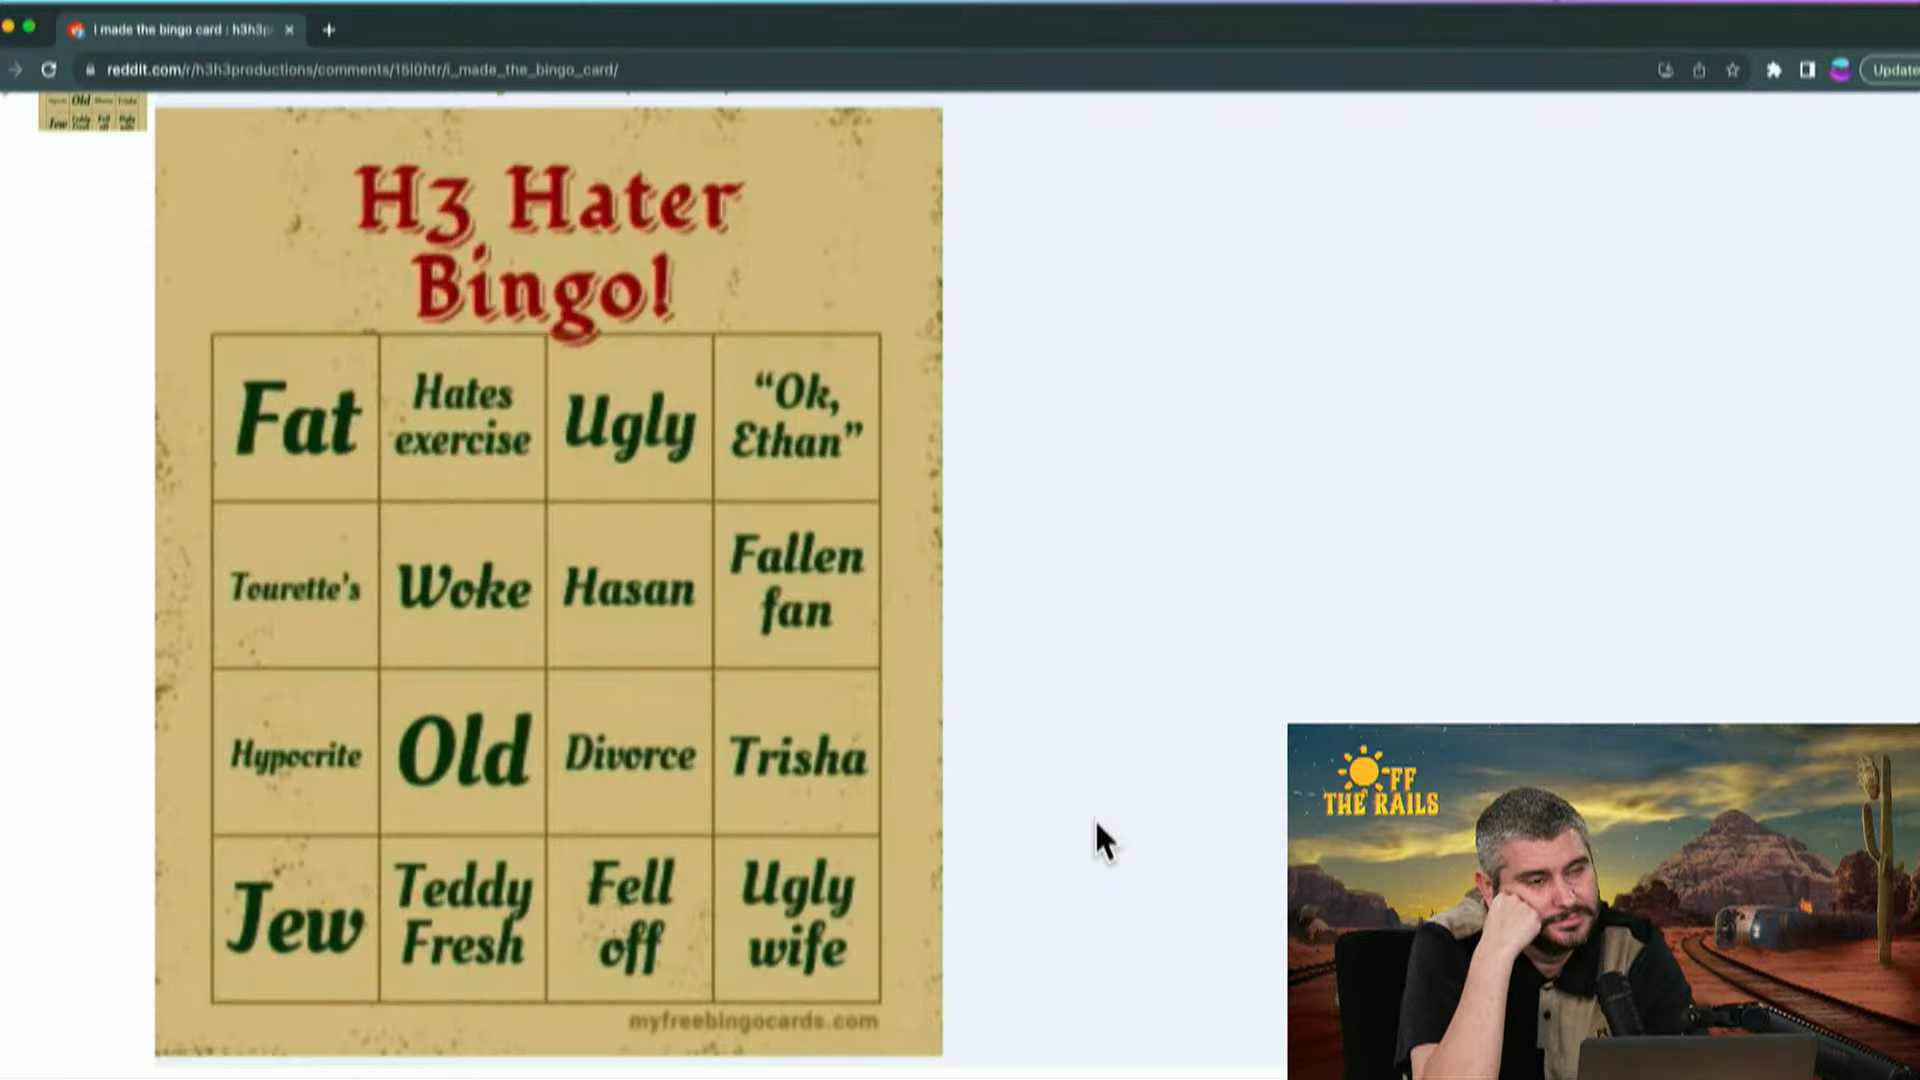 I made the bingo card : h3h3p
reddit.com/r/h3h3productions/comments/15l0htr/i_made_the_bingo_card/
Update
Old
Jew
H3 Hater
Bingo!
Fat
Hates
exercise
Ugly
“Ok,
Ethan”
Tourette's
Woke
Hasan
Fallen
fan
Hypocrite
Old
Divorce
Trisha
Jew
Teddy
Fresh
Fell
off
Ugly
wife
myfreebingocards.com
OFF
THE RAILS